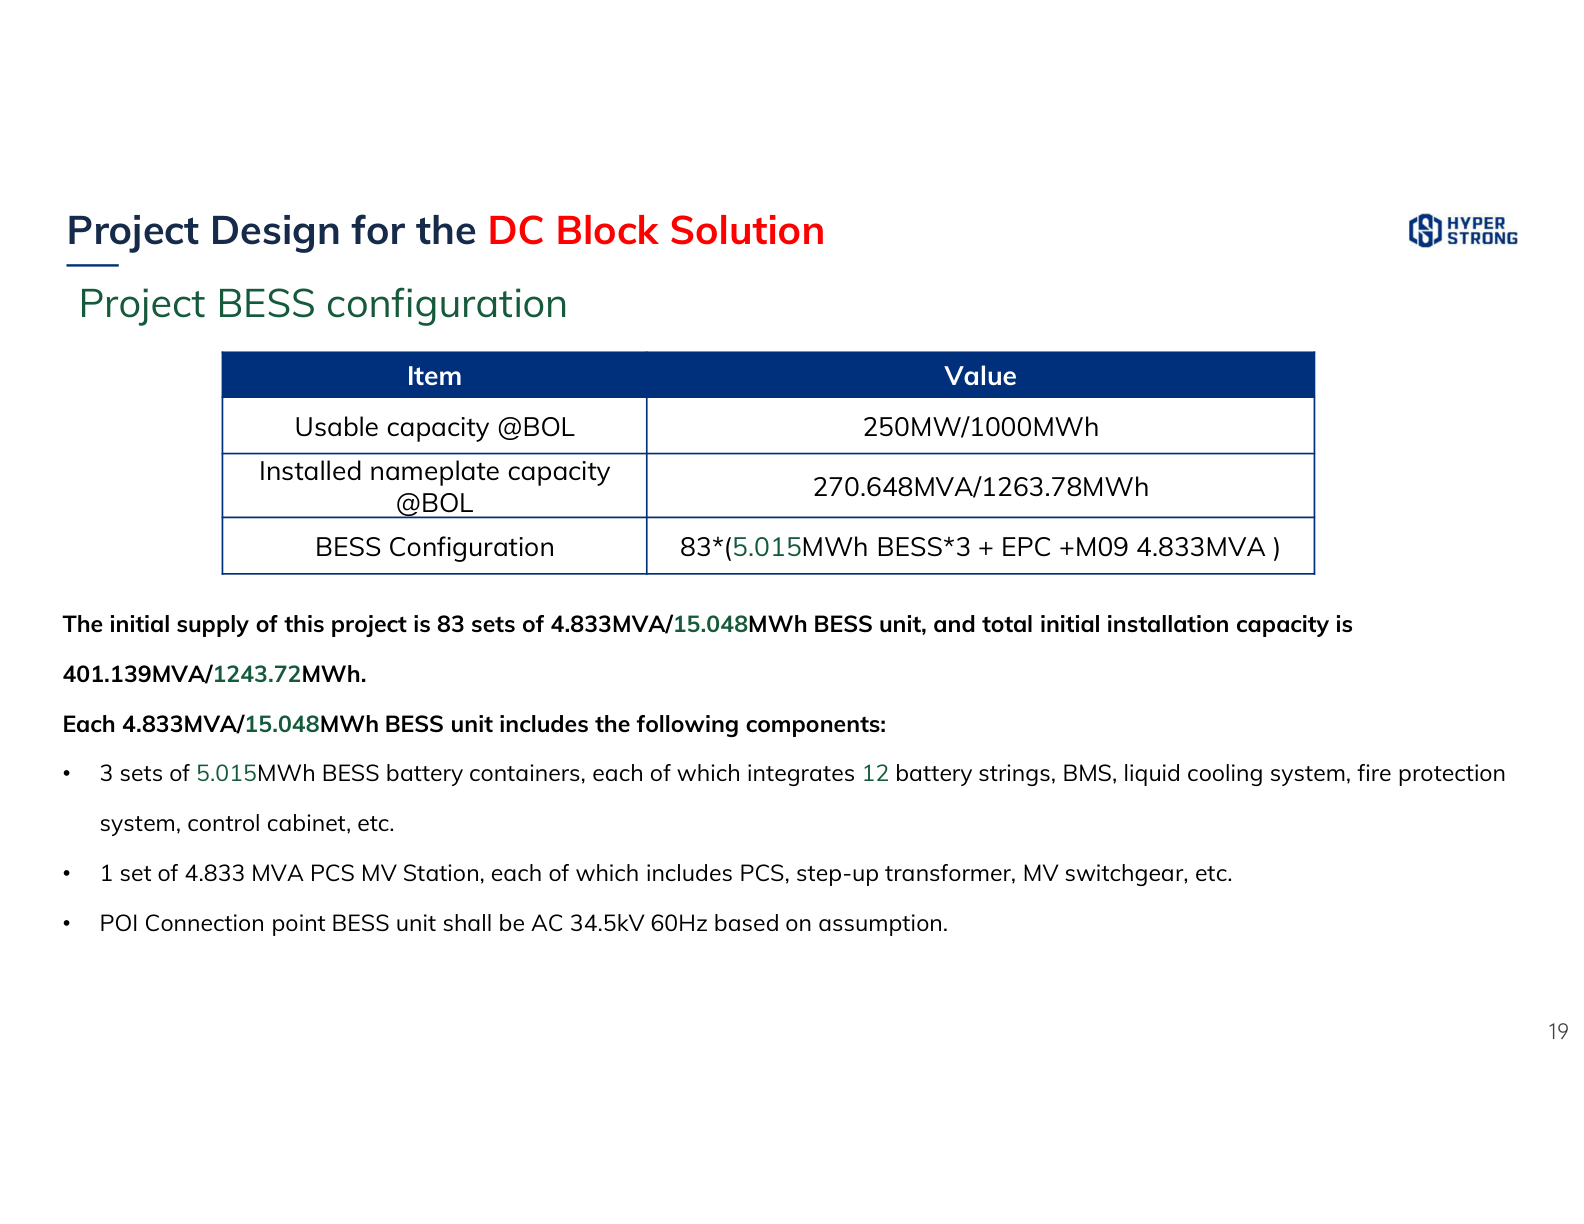 Project Design for the DC Block Solution
HYPER
STRONG
Project BESS configuration
Item
Value
Usable capacity @BOL
250MW/1000MWh
Installed nameplate capacity
@BOL
270.648MVA/1263.78MWh
BESS Configuration
83*(5.015MWh BESS*3 + EPC +M09 4.833MVA )
The initial supply of this project is 83 sets of 4.833MVA/15.048MWh BESS unit, and total initial installation capacity is
401.139MVA/1243.72MWh.
Each 4.833MVA/15.048MWh BESS unit includes the following components:
• 3 sets of 5.015MWh BESS battery containers, each of which integrates 12 battery strings, BMS, liquid cooling system, fire protection
system, control cabinet, etc.
• 1 set of 4.833 MVA PCS MV Station, each of which includes PCS, step-up transformer, MV switchgear, etc.
• POI Connection point BESS unit shall be AC 34.5kV 60Hz based on assumption.
19